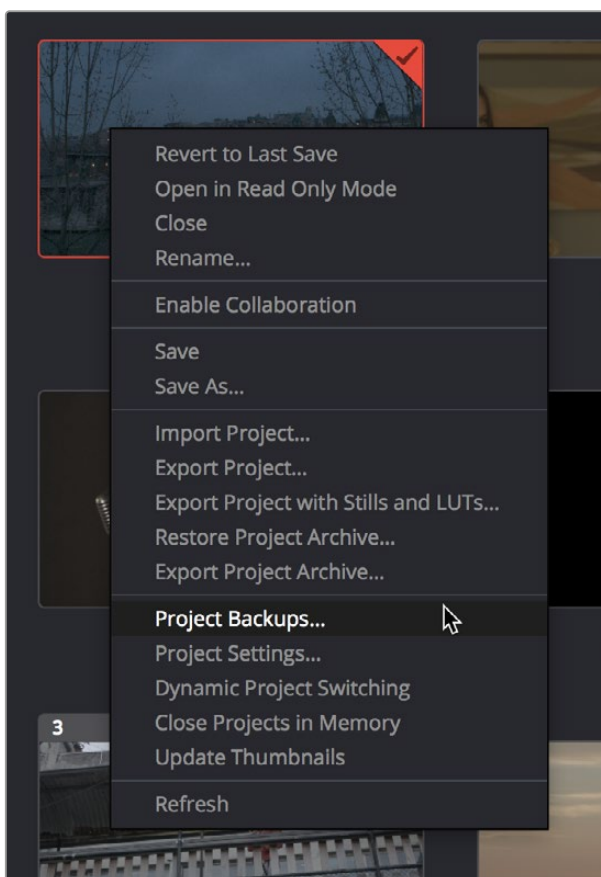 Revert to Last Save
Open in Read Only Mode
Close
Rename...
Enable Collaboration
Save
Save As...
Import Project...
Export Project...
Export Project with Stills and LUTs...
Restore Project Archive...
Export Project Archive...
Project Backups...
Project Settings...
Dynamic Project Switching
Close Projects in Memory
Update Thumbnails
Refresh
3